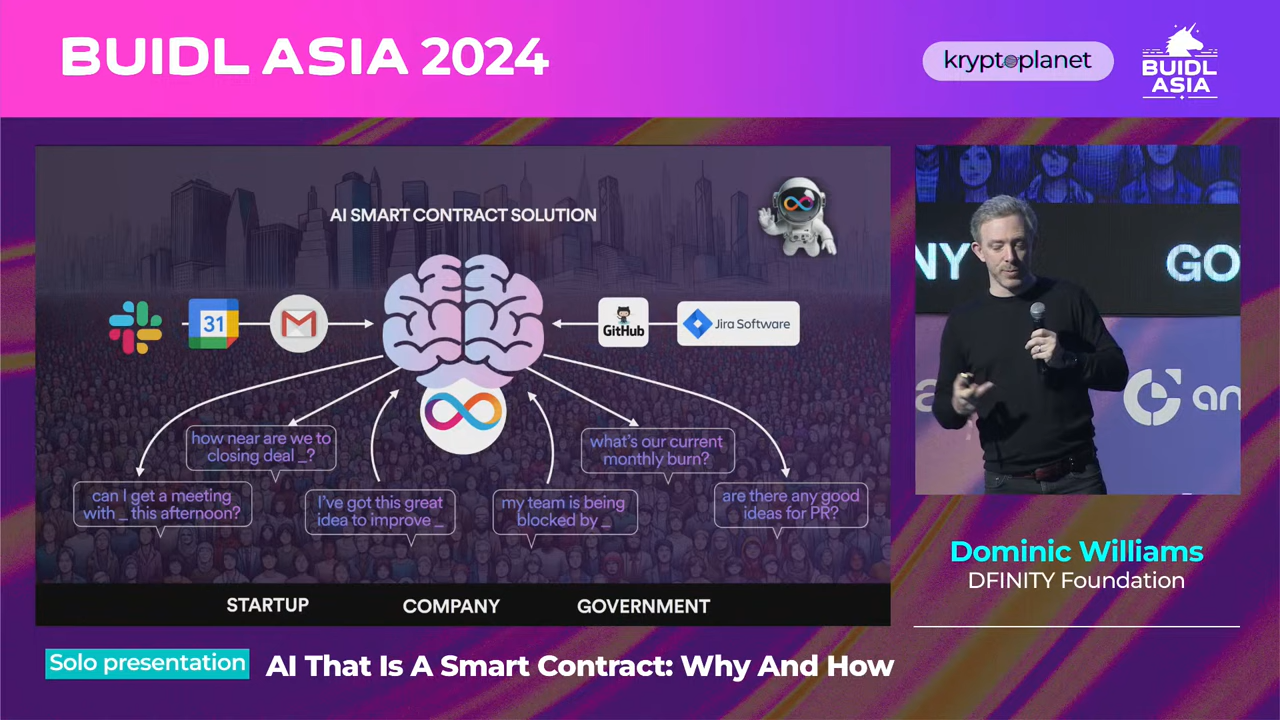 BUIDL ASIA 2024
kryptoplanet
BUIDL
ASIA
AI SMART CONTRACT SOLUTION
31
GitHub
Jira Software
how near are we to
closing deal _?
what's our current
monthly burn?
can I get a meeting
with _ this afternoon?
I've got this great
idea to improve _
my team is being
blocked by _
are there any good
ideas for PR?
STARTUP
COMPANY
GOVERNMENT
NY
GO
an
Dominic Williams
DFINITY Foundation
Solo presentation
AI That Is A Smart Contract: Why And How